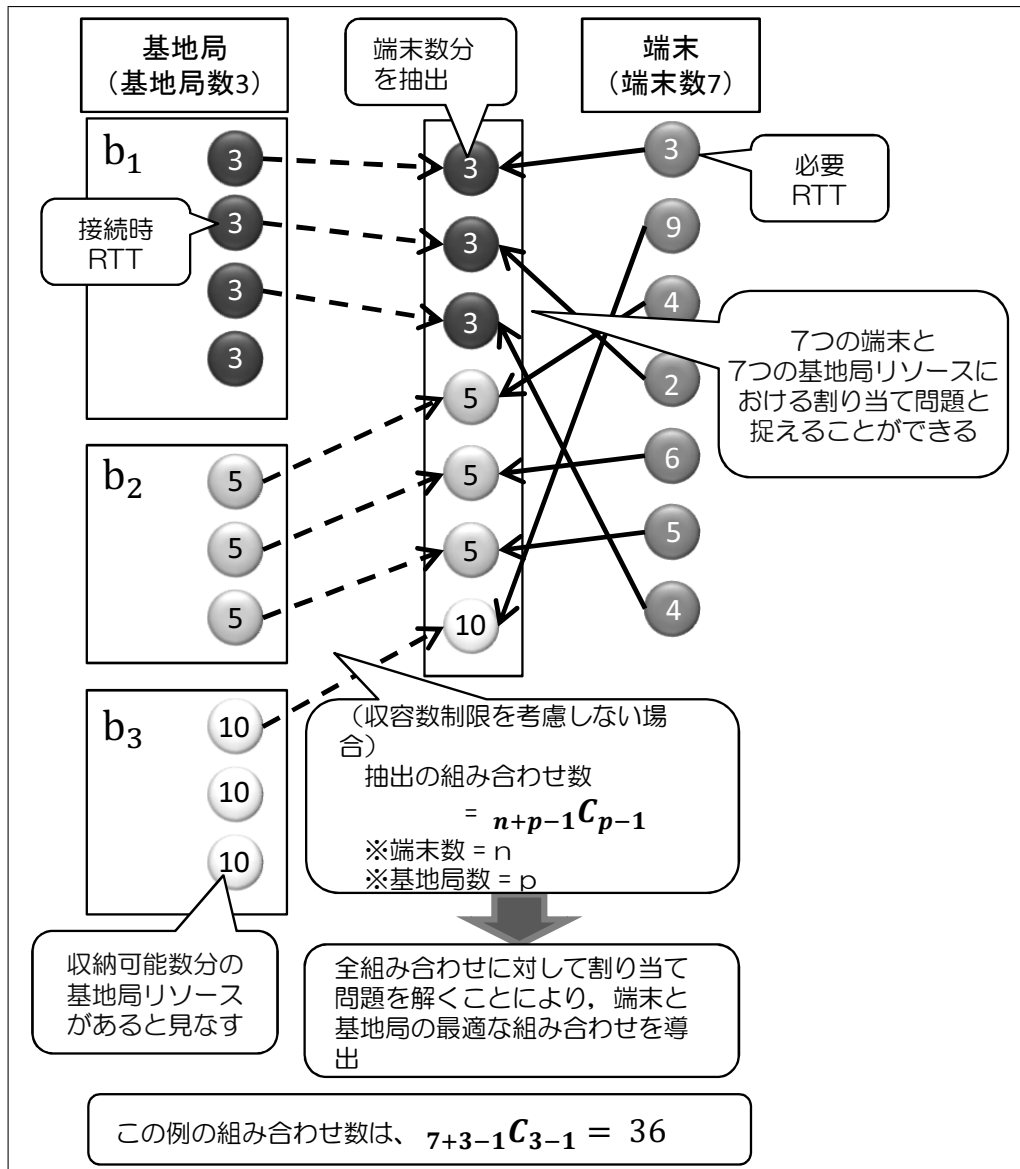 基地局
（基地局数3）
端末数分
を抽出
端末
（端末数7）
b₁
3
3
3
3
接続時
RTT
b₂
5
5
5
b₃
10
10
10
収納可能数分の
基地局リソース
があると見なす
3
3
3
5
5
5
10
3
9
4
2
6
5
4
必要
RTT
7つの端末と
7つの基地局リソースに
おける割り当て問題と
捉えることができる
（収容数制限を考慮しない場
合）
抽出の組み合わせ数
= ₙ₊ₚ₋₁Cₚ₋₁
※端末数 = n
※基地局数 = p
全組み合わせに対して割り当て
問題を解くことにより，端末と
基地局の最適な組み合わせを導
出
この例の組み合わせ数は、 ₇₊₃₋₁C₃₋₁ = 36